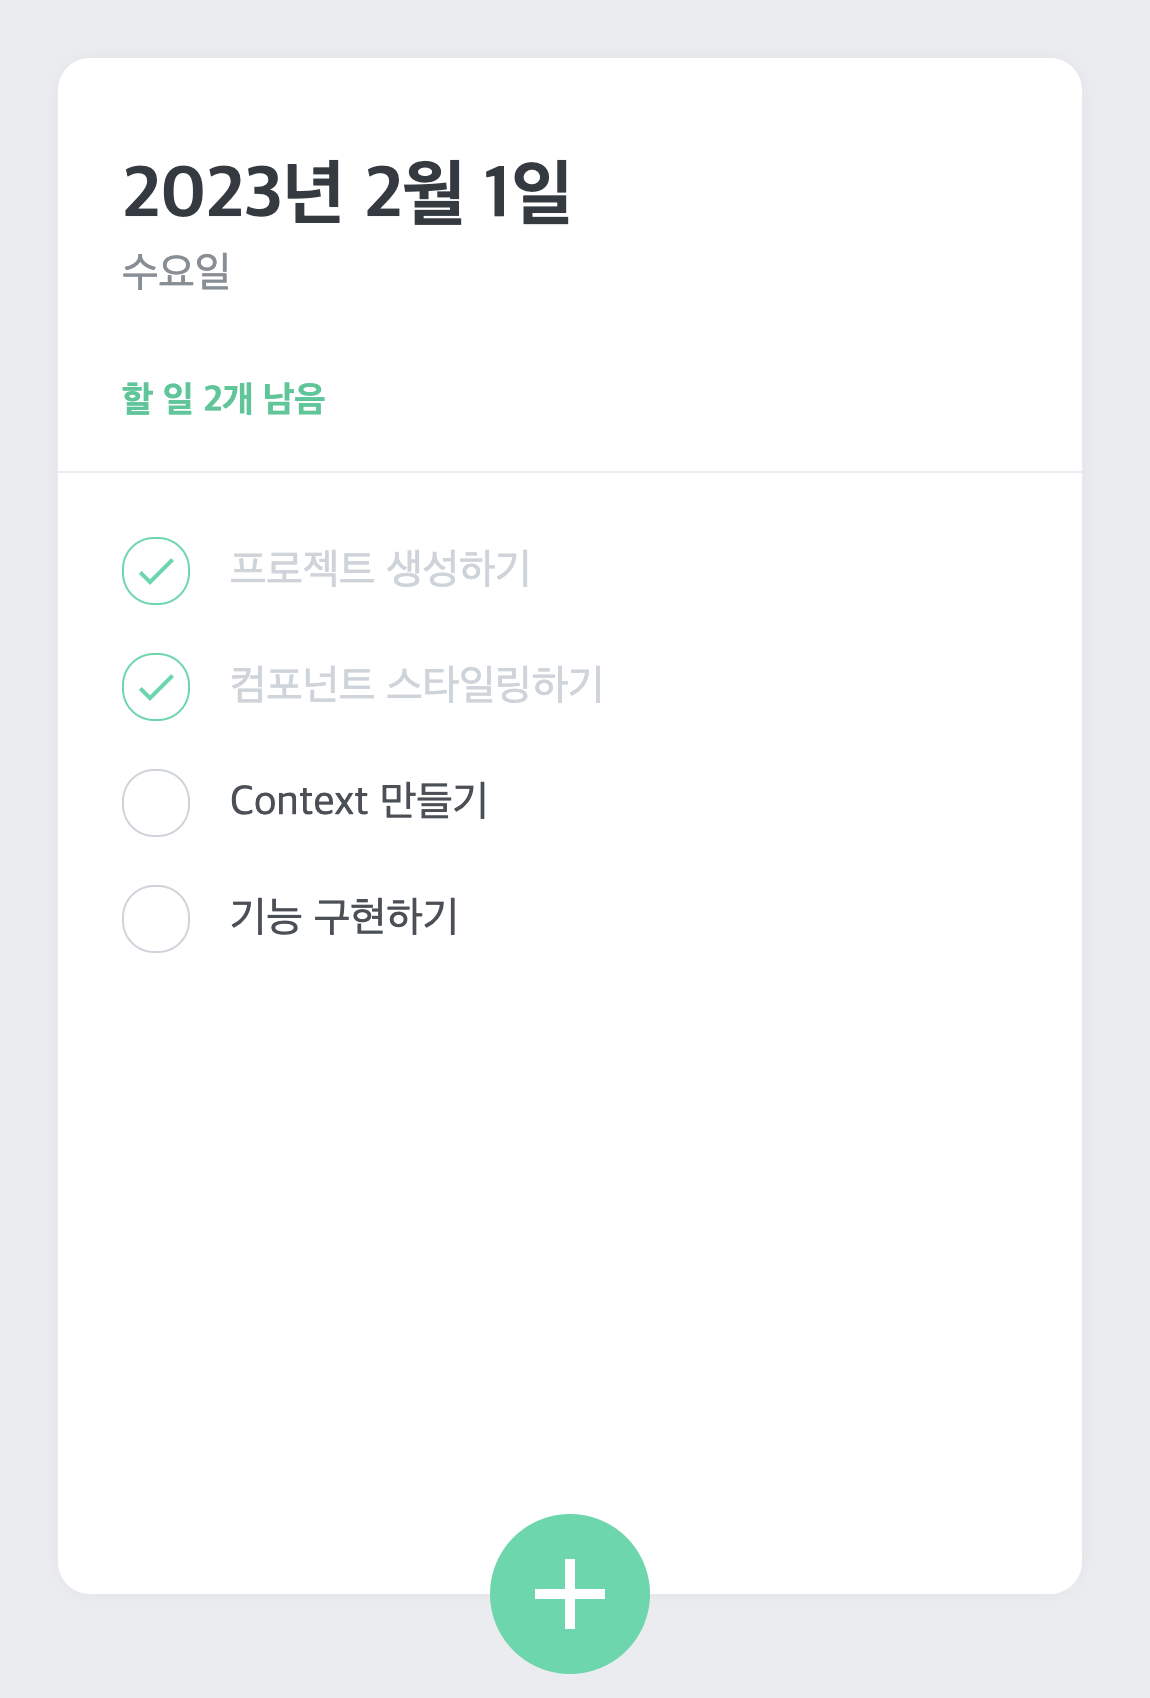 2023년 2월 1일
수요일
할 일 2개 남음
프로젝트 생성하기
컴포넌트 스타일링하기
Context 만들기
기능 구현하기